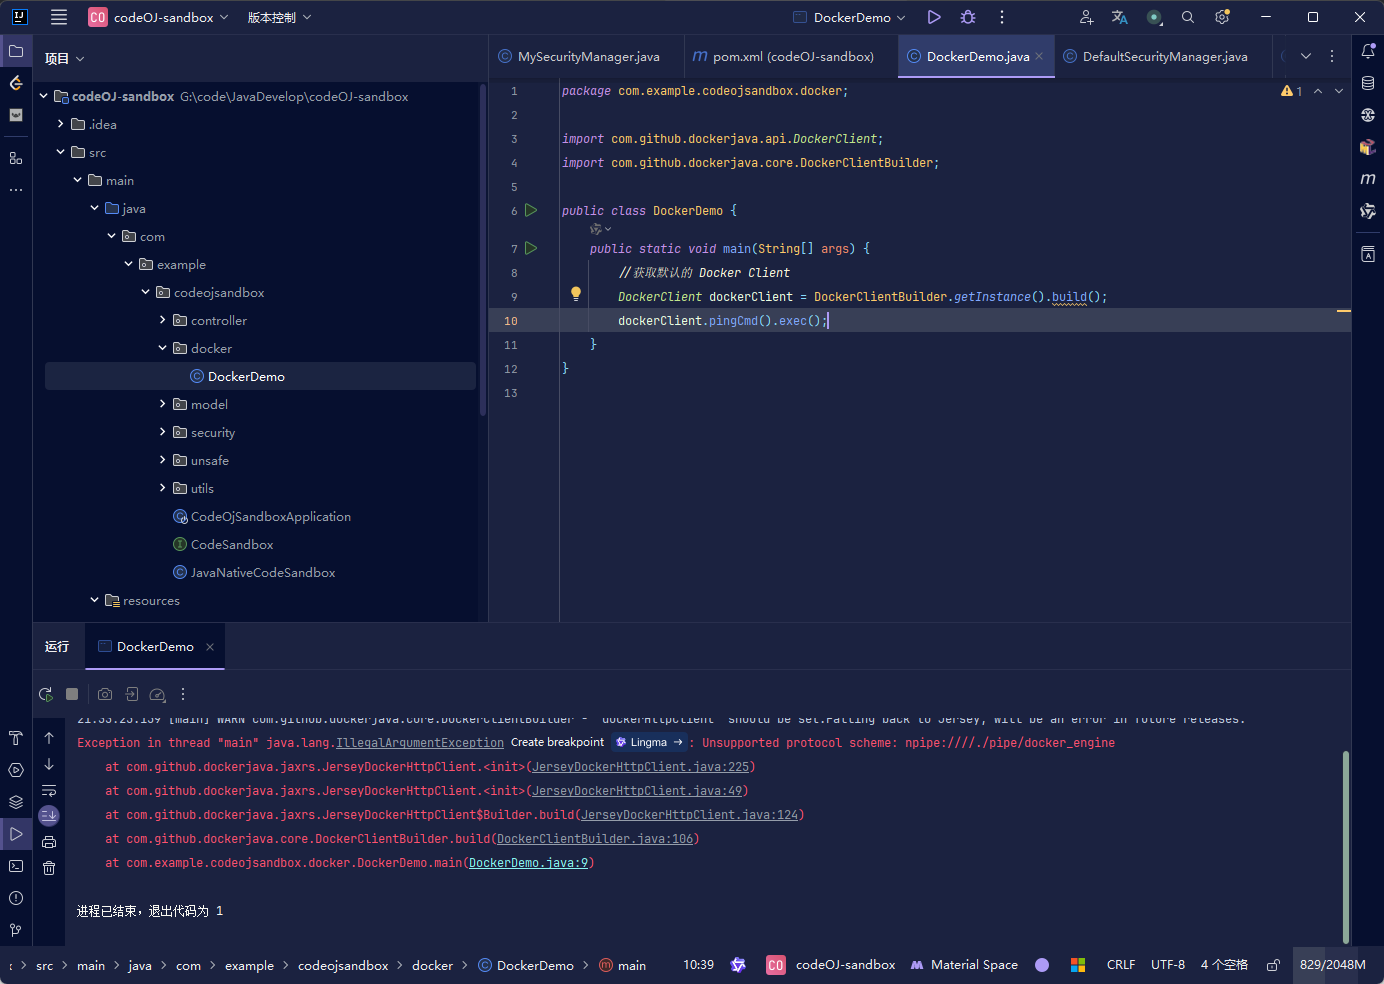 CO codeOJ-sandbox 版本控制 DockerDemo
项目
codeOJ-sandbox G:\code\JavaDevelop\codeOJ-sandbox
.idea
src
main
java
com
example
codeojsandbox
controller
docker
DockerDemo
model
security
unsafe
utils
CodeOjSandboxApplication
CodeSandbox
JavaNativeCodeSandbox
resources
MySecurityManager.java
pom.xml (codeOJ-sandbox)
DockerDemo.java
DefaultSecurityManager.java
1 package com.example.codeojsandbox.docker;
1
2
3 import com.github.dockerjava.api.DockerClient;
4 import com.github.dockerjava.core.DockerClientBuilder;
5
6 public class DockerDemo {
7 public static void main(String[] args) {
8 //获取默认的 Docker Client
9 DockerClient dockerClient = DockerClientBuilder.getInstance().build();
10 dockerClient.pingCmd().exec();
11 }
12 }
13
运行 DockerDemo
21:33:23.139 [main] WARN com.github.dockerjava.core.DockerClientBuilder - 'dockerHttpClient' should be set.Falling back to Jersey, will be an error in future releases.
Exception in thread "main" java.lang.IllegalArgumentException Create breakpoint Lingma → : Unsupported protocol scheme: npipe:////./pipe/docker_engine
at com.github.dockerjava.jaxrs.JerseyDockerHttpClient.<init>(JerseyDockerHttpClient.java:225)
at com.github.dockerjava.jaxrs.JerseyDockerHttpClient.<init>(JerseyDockerHttpClient.java:49)
at com.github.dockerjava.jaxrs.JerseyDockerHttpClient$Builder.build(JerseyDockerHttpClient.java:124)
at com.github.dockerjava.core.DockerClientBuilder.build(DockerClientBuilder.java:106)
at com.example.codeojsandbox.docker.DockerDemo.main(DockerDemo.java:9)
进程已结束，退出代码为 1
src > main > java > com > example > codeojsandbox > docker > DockerDemo > main 10:39 CO codeOJ-sandbox Material Space CRLF UTF-8 4 个空格 829/2048M